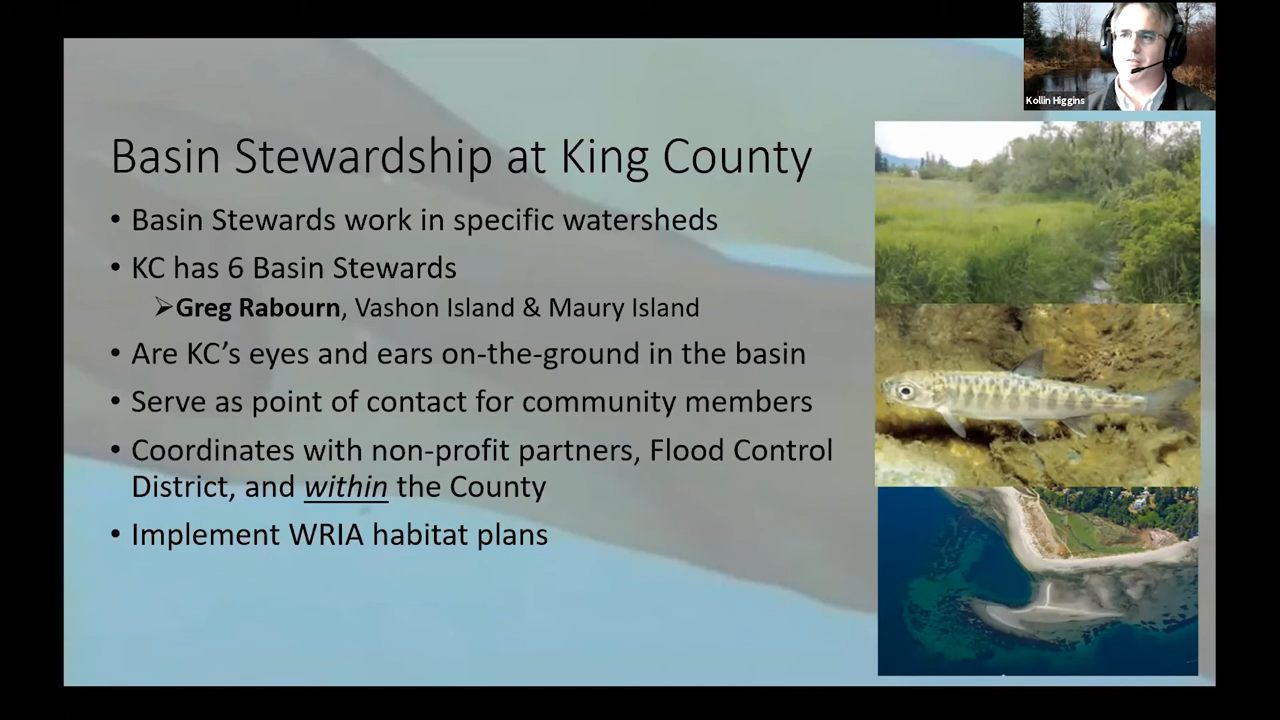 Kollin Higgins
Basin Stewardship at King County
• Basin Stewards work in specific watersheds
• KC has 6 Basin Stewards
➢Greg Rabourn, Vashon Island & Maury Island
• Are KC’s eyes and ears on-the-ground in the basin
• Serve as point of contact for community members
• Coordinates with non-profit partners, Flood Control
District, and within the County
• Implement WRIA habitat plans